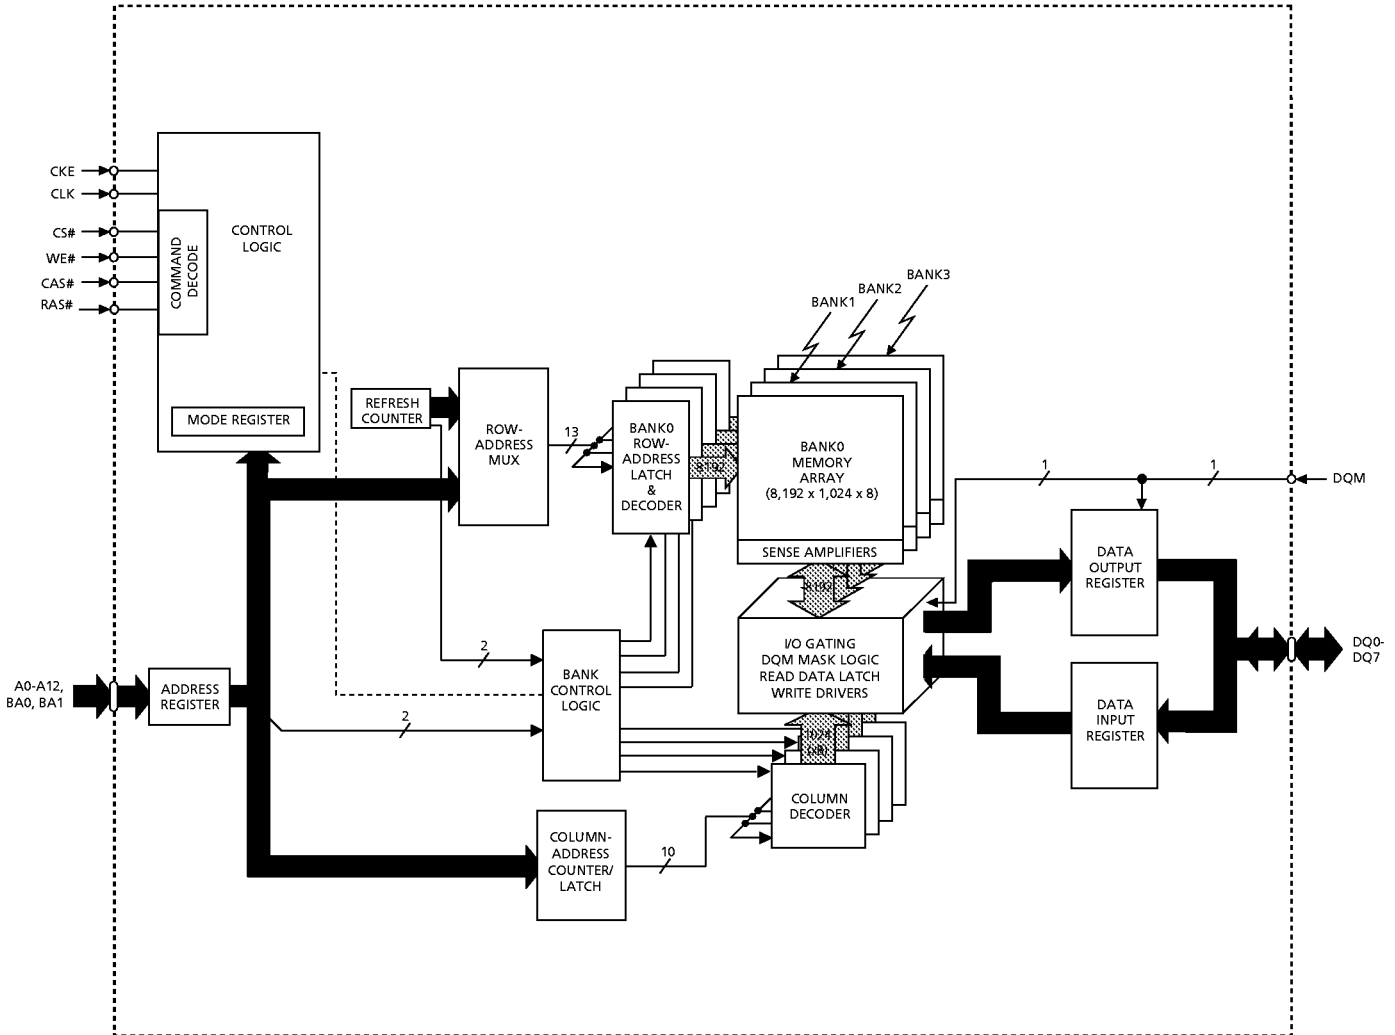 CKE
CLK
CS#
WE#
CAS#
RAS#
COMMAND
DECODE
CONTROL
LOGIC
MODE REGISTER
REFRESH
COUNTER
ROW-
ADDRESS
MUX
13
BANK0
ROW-
ADDRESS
LATCH
&
DECODER
8192
BANK1
BANK2
BANK3
BANK0
MEMORY
ARRAY
(8,192 x 1,024 x 8)
SENSE AMPLIFIERS
8192
I/O GATING
DQM MASK LOGIC
READ DATA LATCH
WRITE DRIVERS
1
1
DQM
DATA
OUTPUT
REGISTER
DATA
INPUT
REGISTER
DQ0-
DQ7
A0-A12,
BA0, BA1
ADDRESS
REGISTER
2
2
BANK
CONTROL
LOGIC
1024
(x8)
COLUMN
DECODER
COLUMN-
ADDRESS
COUNTER/
LATCH
10